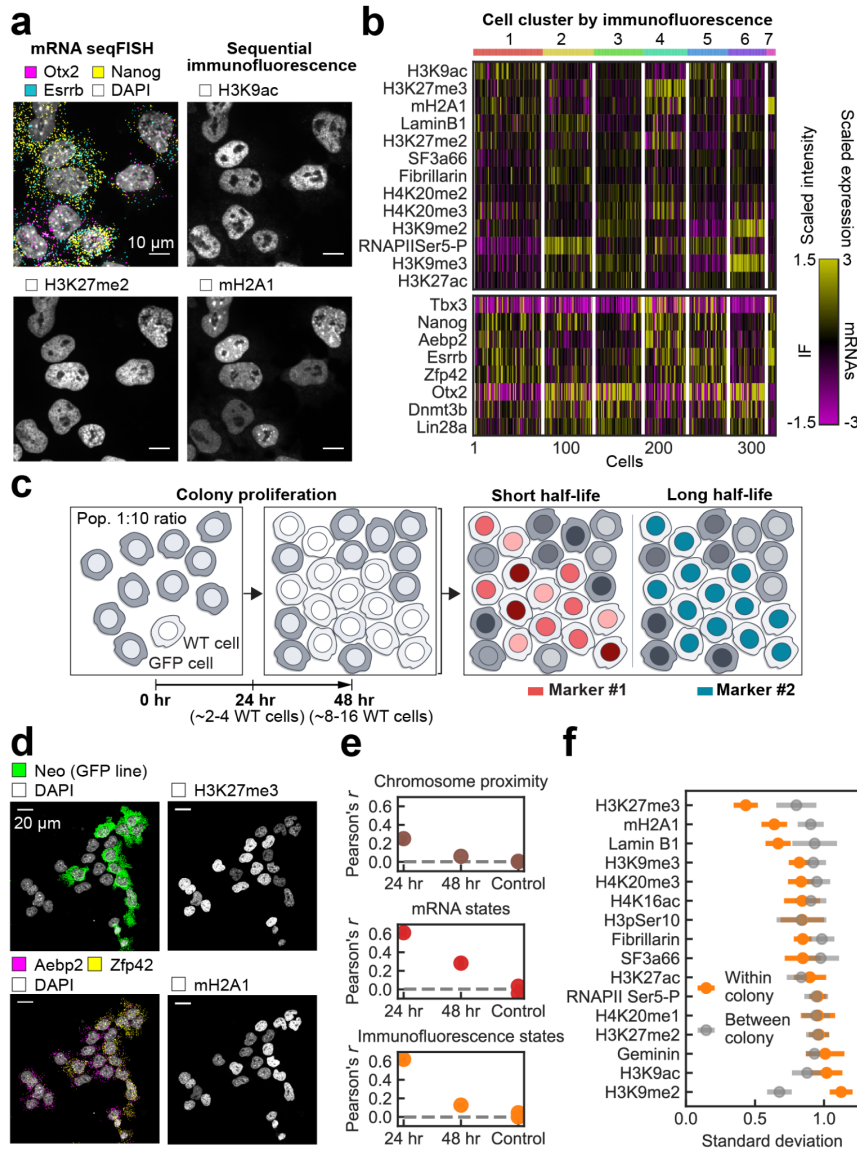 a
mRNA seqFISH
Otx2 Nanog
Esrrb DAPI
10 µm
Sequential
immunofluorescence
H3K9ac
H3K27me2
mH2A1
b
Cell cluster by immunofluorescence
1 2 3 4 5 6 7
H3K9ac
H3K27me3
mH2A1
LaminB1
H3K27me2
SF3a66
Fibrillarin
H4K20me2
H4K20me3
H3K9me2
RNAPIISer5-P
H3K9me3
H3K27ac
Tbx3
Nanog
Aebp2
Esrrb
Zfp42
Otx2
Dnmt3b
Lin28a
1 100 200 300
Cells
Scaled intensity
Scaled expression
1.5 3
IF
mRNAs
-1.5 -3
c
Colony proliferation
Pop. 1:10 ratio
WT cell
GFP cell
0 hr 24 hr 48 hr
(~2-4 WT cells) (~8-16 WT cells)
Short half-life
Long half-life
Marker #1
Marker #2
d
Neo (GFP line)
DAPI
20 µm
H3K27me3
Aebp2 Zfp42
DAPI
mH2A1
e
Chromosome proximity
Pearson's r
0.6
0.4
0.2
0.0
24 hr 48 hr Control
mRNA states
Pearson's r
0.6
0.4
0.2
0.0
24 hr 48 hr Control
Immunofluorescence states
Pearson's r
0.6
0.4
0.2
0.0
24 hr 48 hr Control
f
H3K27me3
mH2A1
Lamin B1
H3K9me3
H4K20me3
H4K16ac
H3pSer10
Fibrillarin
SF3a66
H3K27ac
RNAPII Ser5-P
H4K20me1
H3K27me2
Geminin
H3K9ac
H3K9me2
Within
colony
Between
colony
0.0 0.5 1.0
Standard deviation